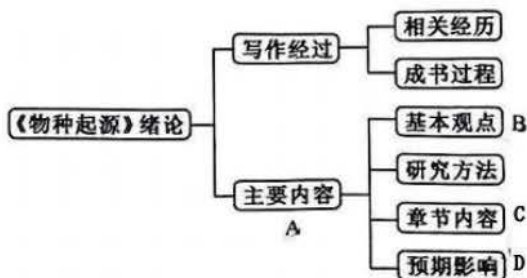 《物种起源》绪论
写作经过
相关经历
成书过程
主要内容
A
基本观点 B
研究方法
章节内容 C
预期影响 D